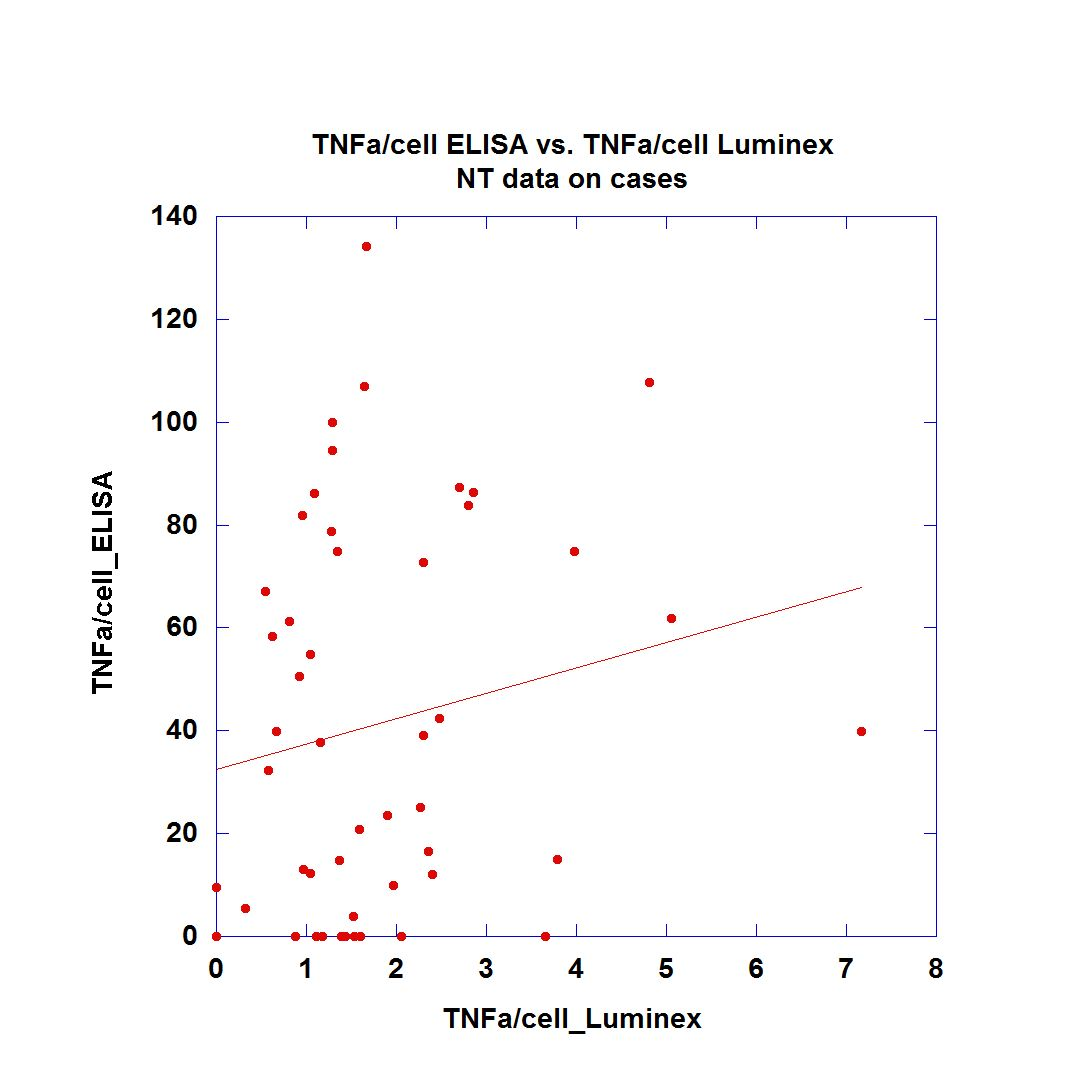 TNFa/cell ELISA vs. TNFa/cell Luminex
NT data on cases
140
120
100
80
60
40
20
0
TNFa/cell_ELISA
0 1 2 3 4 5 6 7 8
TNFa/cell_Luminex